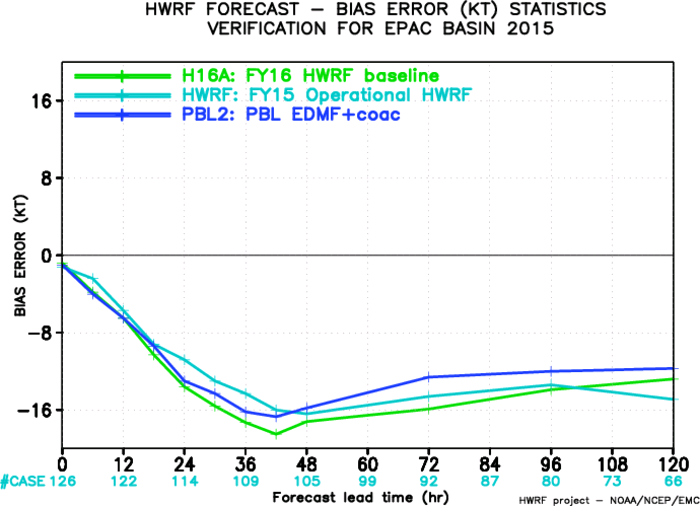 HWRF FORECAST – BIAS ERROR (KT) STATISTICS
VERIFICATION FOR EPAC BASIN 2015
H16A: FY16 HWRF baseline
HWRF: FY15 Operational HWRF
PBL2: PBL EDMF+coac
BIAS ERROR (KT)
16
8
0
-8
-16
0 12 24 36 48 60 72 84 96 108 120
#CASE 126 122 114 109 105 99 92 87 80 73 66
Forecast lead time (hr)
HWRF project – NOAA/NCEP/EMC